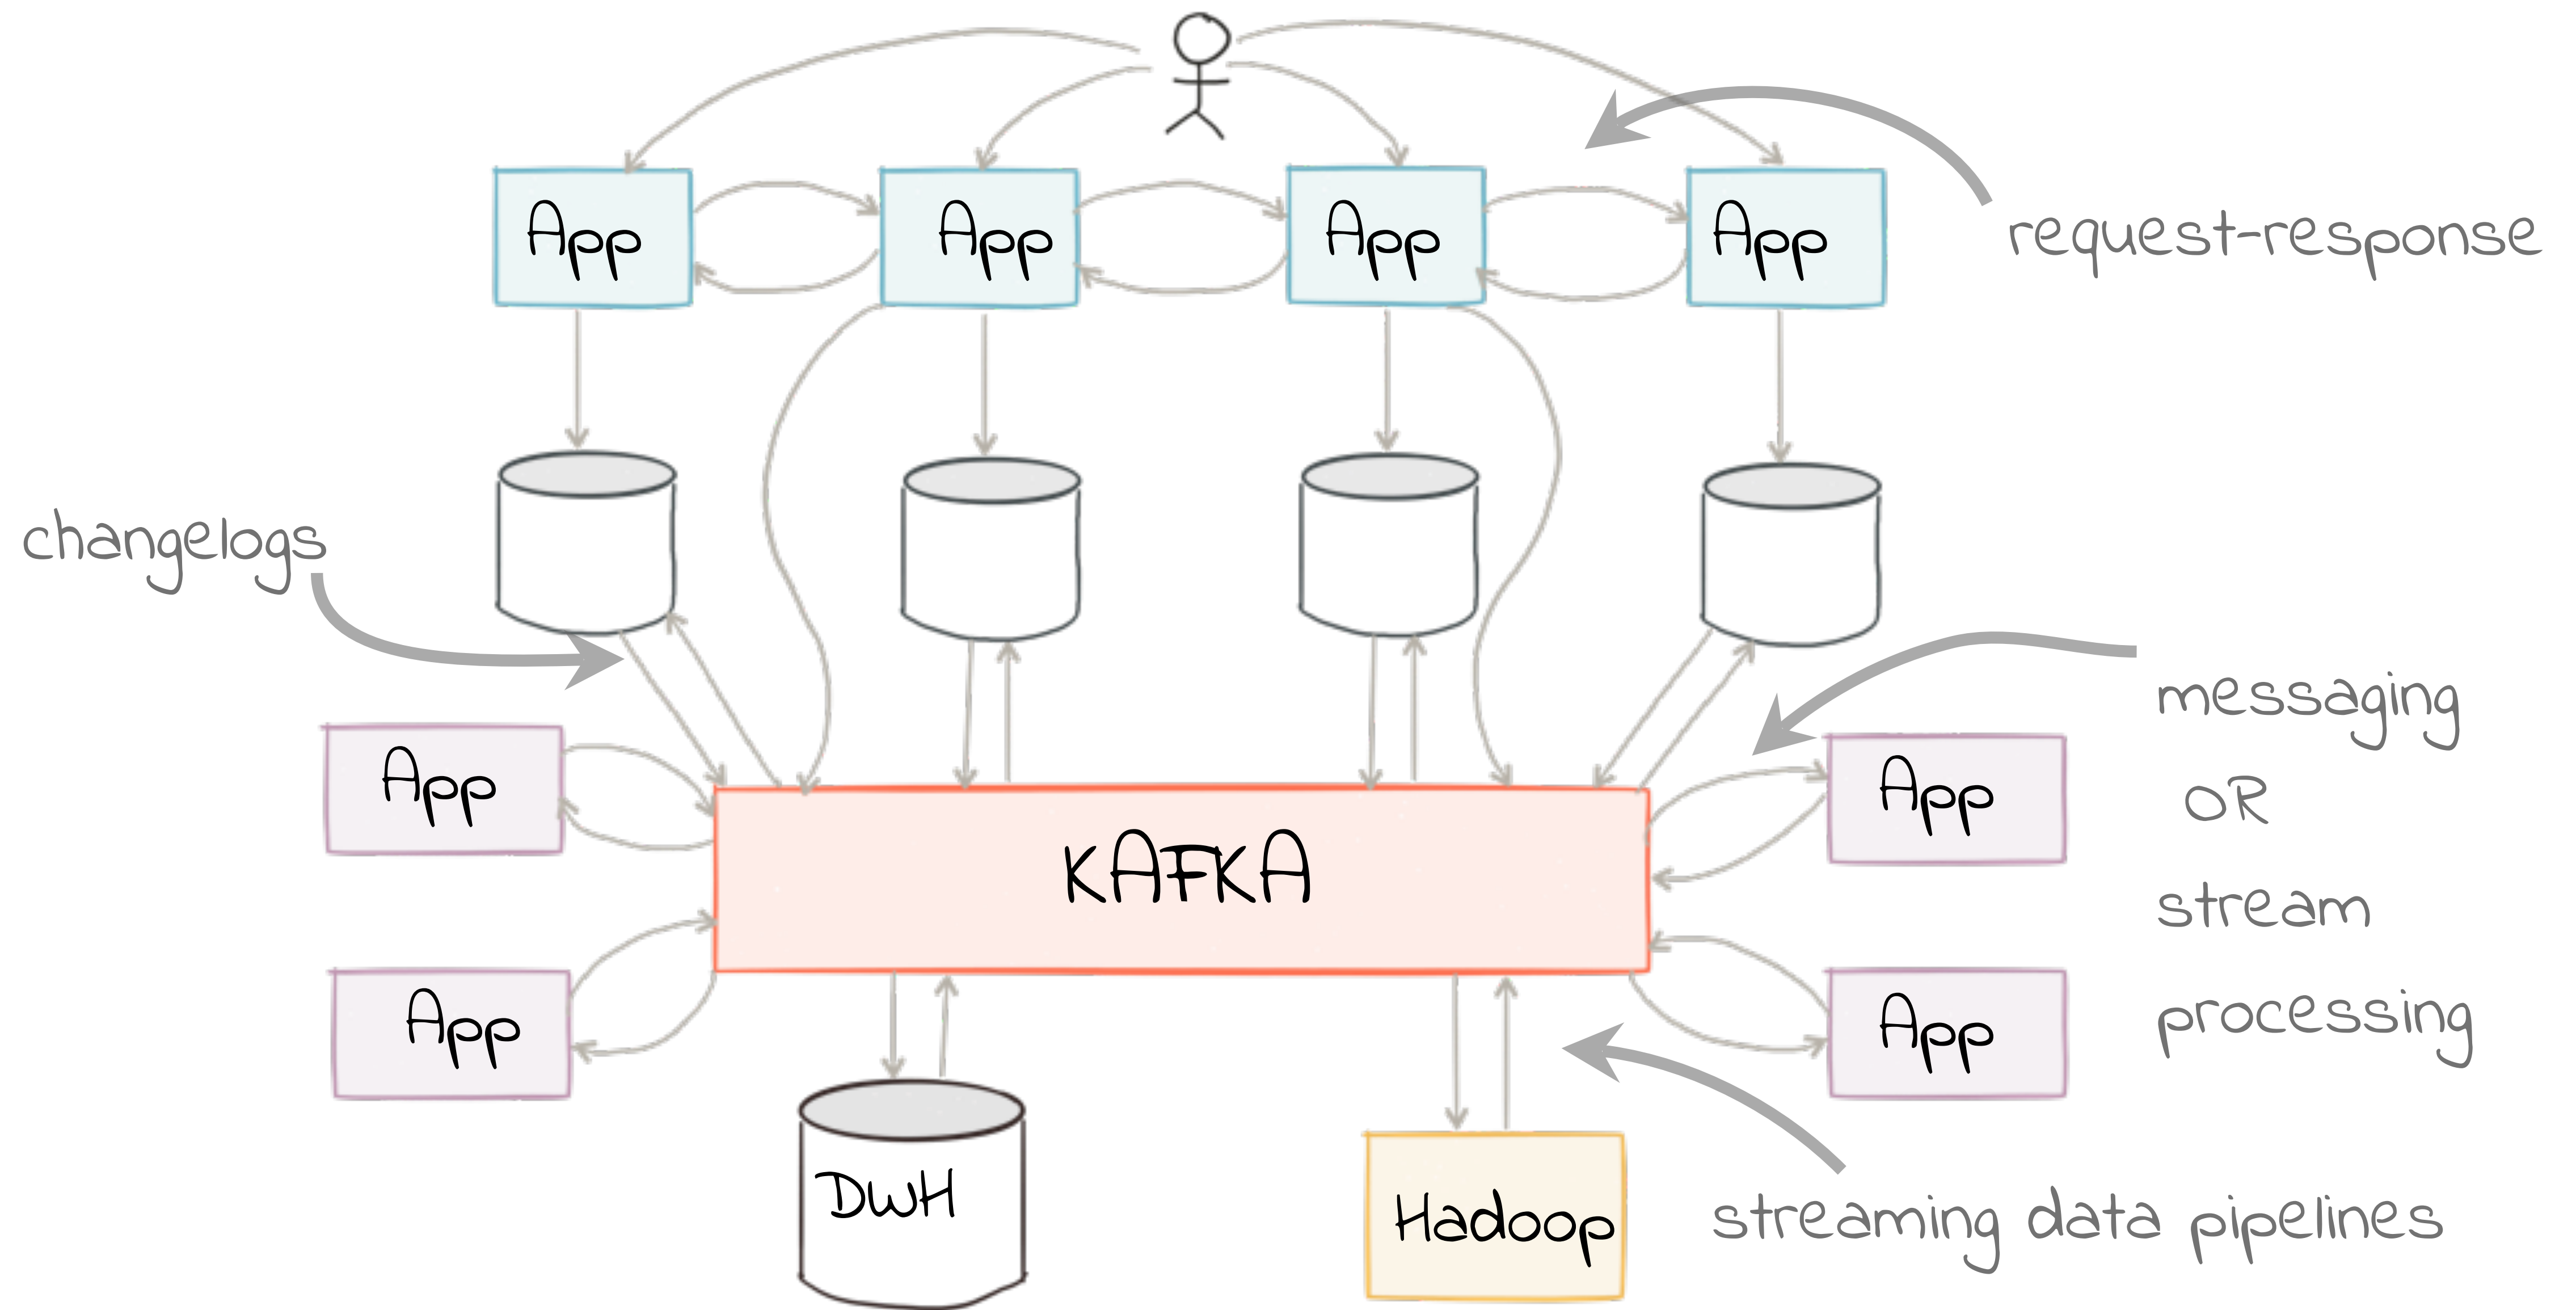 App
App
App
App
request-response
changelogs
messaging
OR
stream
processing
App
App
KAFKA
App
App
DWH
Hadoop
streaming data pipelines